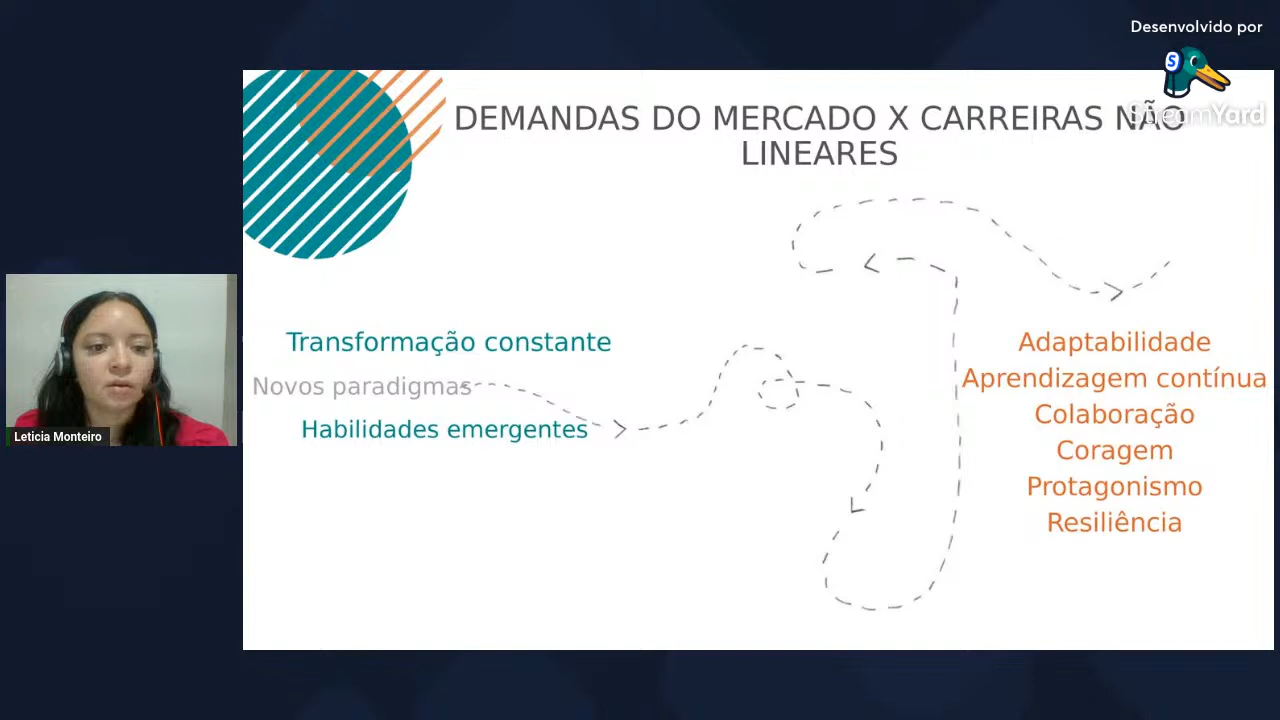 Desenvolvido por
StreamYard
DEMANDAS DO MERCADO X CARREIRAS NÃO
LINEARES
Transformação constante
Novos paradigmas
Habilidades emergentes
Adaptabilidade
Aprendizagem contínua
Colaboração
Coragem
Protagonismo
Resiliência
Leticia Monteiro